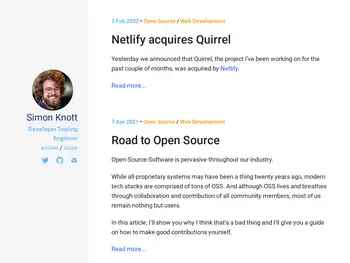 2 Feb 2022 • Open Source / Web Development
Netlify acquires Quirrel
Yesterday we announced that Quirrel, the project i've been working on for the
past couple of months, was acquired by Netlify.
Read more...
Simon Knott
Developer Tooling
Engineer
articles / about
7 Apr 2021 • Open Source / Web Development
Road to Open Source
Open-Source-Software is pervasive throughout our industry.
While all-proprietary systems may have been a thing twenty years ago, modern
tech stacks are comprised of tons of OSS. And although OSS lives and breathes
through collaboration and contribution of all community members, most of us
remain nothing but users.
In this article, I'll show you why I think that's a bad thing and I'll give you a guide
on how to make good contributions yourself.
Read more...